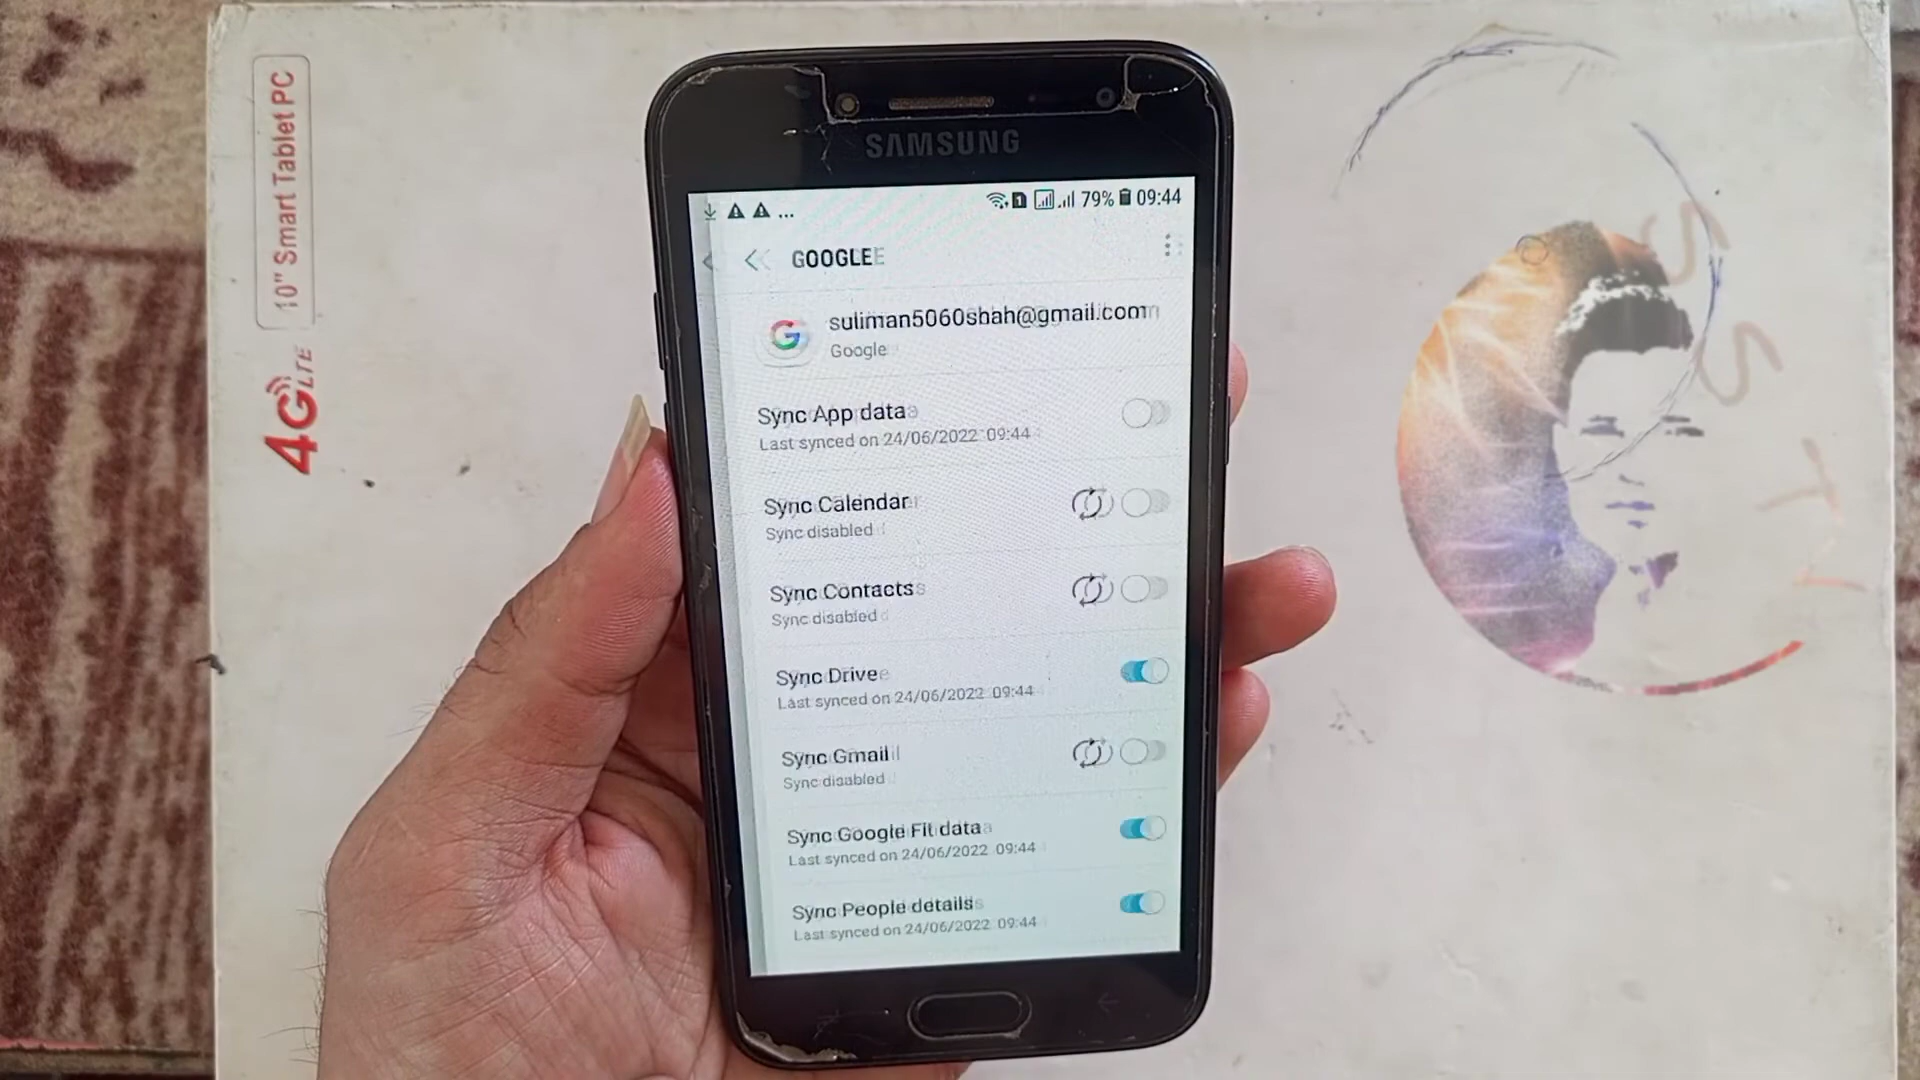 10" Smart Tablet PC
4G LTE
SAMSUNG
... 1 79% 09:44
GOOGLE
suliman5060shah@gmail.com
Google
Sync App data
Last synced on 24/06/2022 09:44
Sync Calendar
Sync disabled
Sync Contacts
Sync disabled
Sync Drive
Last synced on 24/06/2022 09:44
Sync Gmail
Sync disabled
Sync Google Fit data
Last synced on 24/06/2022 09:44
Sync People details
Last synced on 24/06/2022 09:44